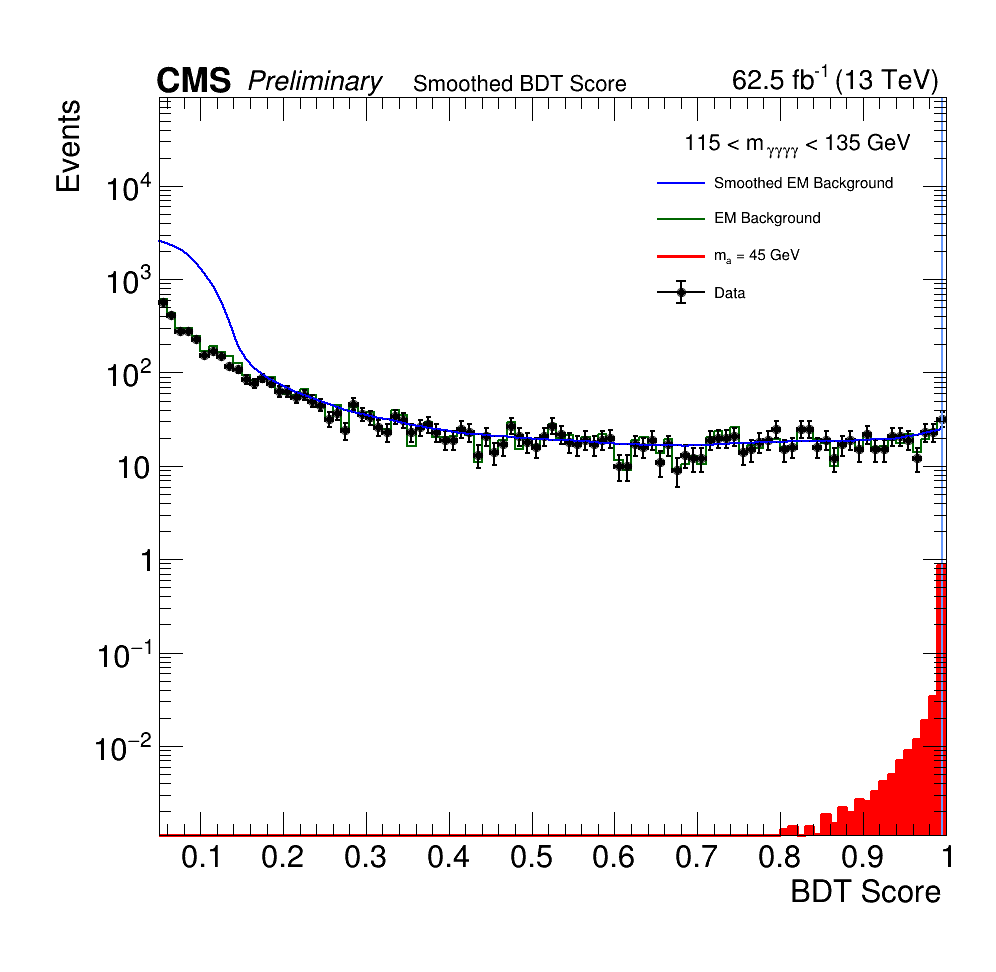 CMS Preliminary Smoothed BDT Score 62.5 fb⁻¹ (13 TeV)
Events
115 < m_γγγγ < 135 GeV
Smoothed EM Background
EM Background
mₐ = 45 GeV
Data
10⁴
10³
10²
10
1
10⁻¹
10⁻²
0.1 0.2 0.3 0.4 0.5 0.6 0.7 0.8 0.9 1
BDT Score